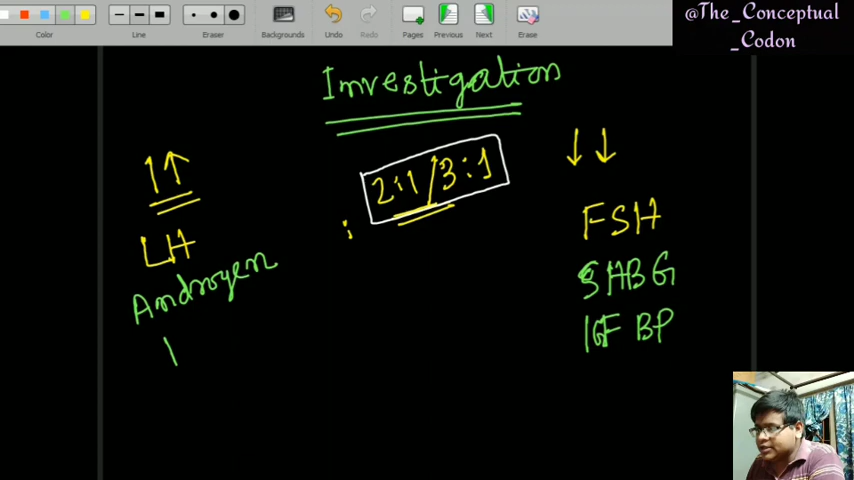 Color
Line
Eraser
Backgrounds
Undo
Redo
Pages
Previous
Next
Erase
@The_Conceptual
_Codon
Investigation
↑↑
2:1/3:1
↓↓
LH
:
FSH
Androgen
SHBG
I
IGF BP